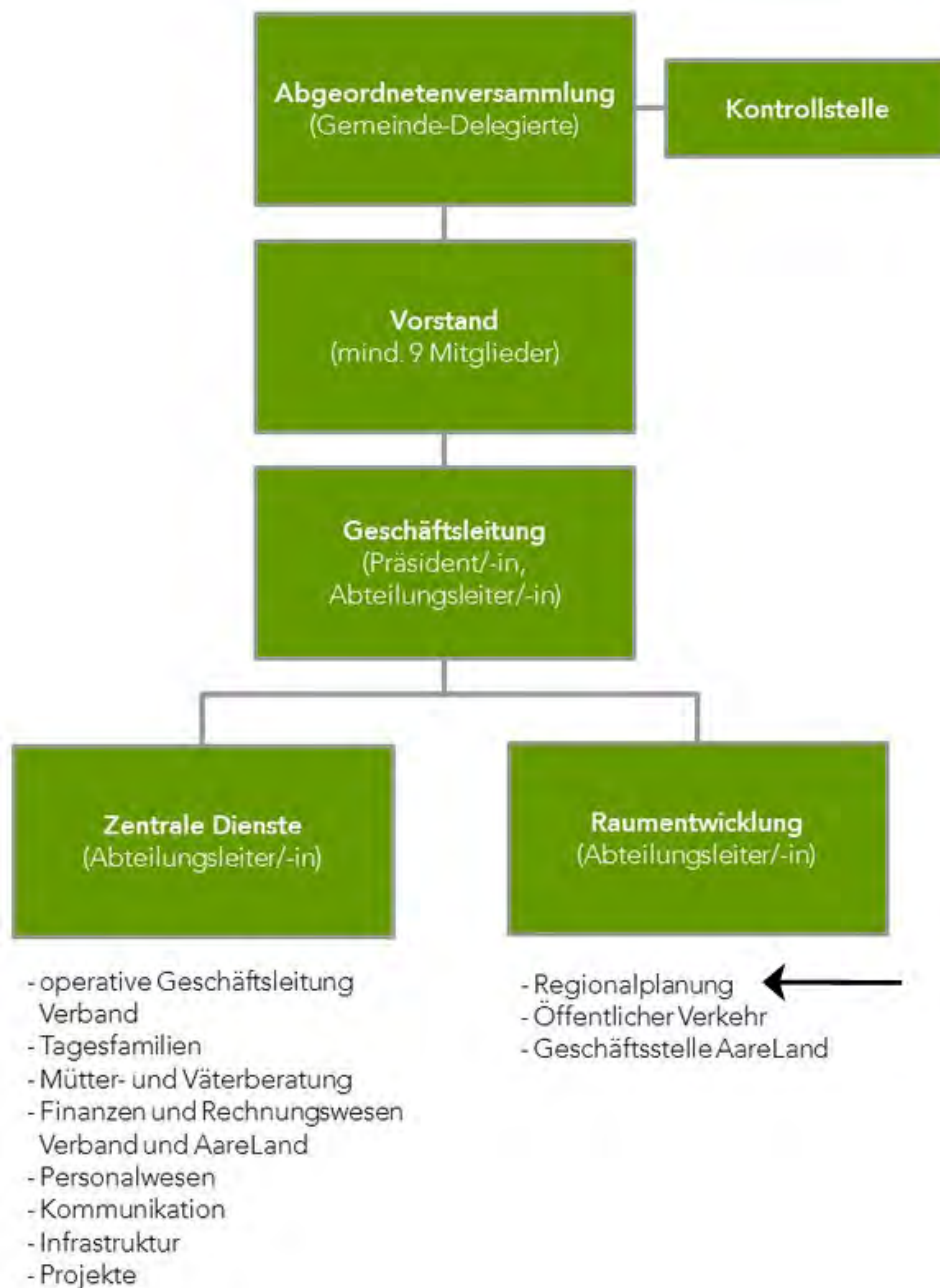 Abgeordnetenversammlung
(Gemeinde-Delegierte)
Kontrollstelle
Vorstand
(mind. 9 Mitglieder)
Geschäftsleitung
(Präsident/-in,
Abteilungsleiter/-in)
Zentrale Dienste
(Abteilungsleiter/-in)
- operative Geschäftsleitung
Verband
- Tagesfamilien
- Mütter- und Väterberatung
- Finanzen und Rechnungswesen
Verband und AareLand
- Personalwesen
- Kommunikation
- Infrastruktur
- Projekte
Raumentwicklung
(Abteilungsleiter/-in)
- Regionalplanung
- Öffentlicher Verkehr
- Geschäftsstelle AareLand